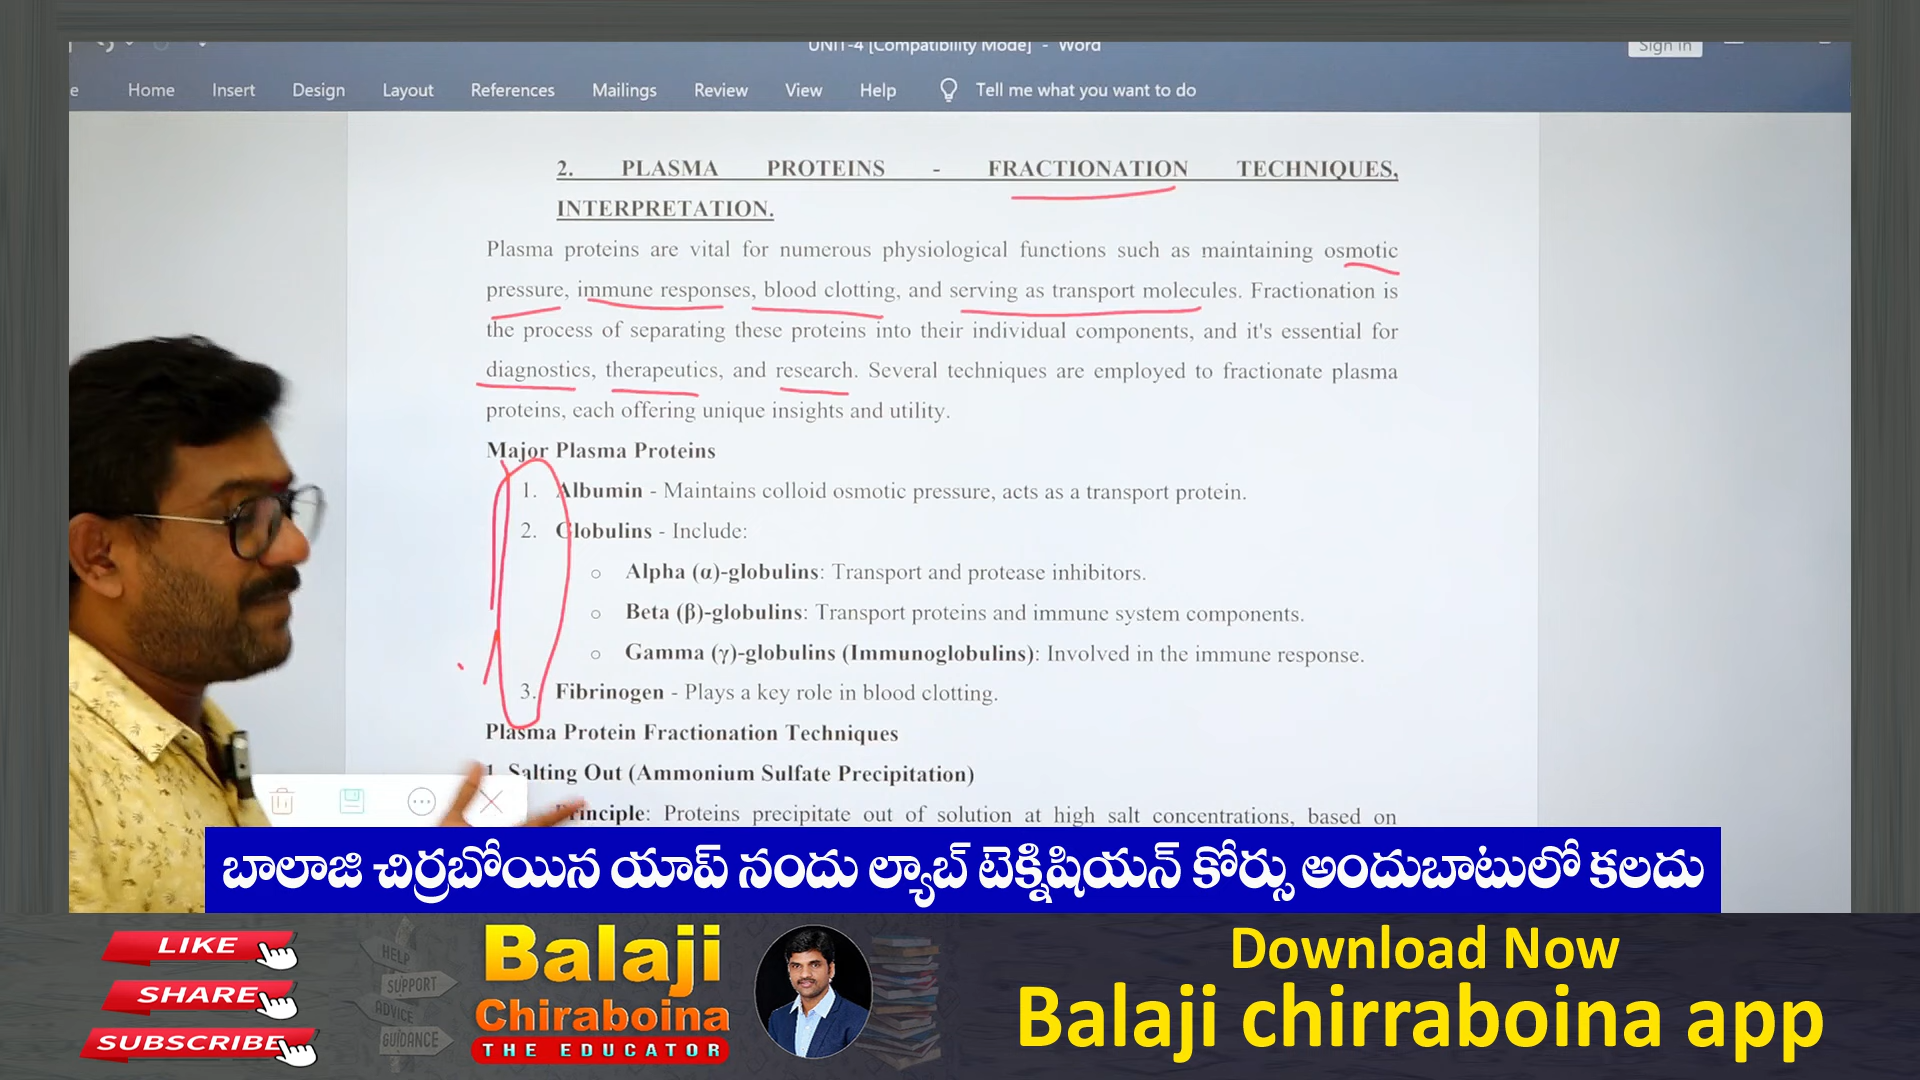 UNIT-4 [Compatibility Mode] - Word
Sign in
Home Insert Design Layout References Mailings Review View Help Tell me what you want to do
2. PLASMA PROTEINS - FRACTIONATION TECHNIQUES,
INTERPRETATION.
Plasma proteins are vital for numerous physiological functions such as maintaining osmotic
pressure, immune responses, blood clotting, and serving as transport molecules. Fractionation is
the process of separating these proteins into their individual components, and it's essential for
diagnostics, therapeutics, and research. Several techniques are employed to fractionate plasma
proteins, each offering unique insights and utility.
Major Plasma Proteins
1. Albumin - Maintains colloid osmotic pressure, acts as a transport protein.
2. Globulins - Include:
○ Alpha (α)-globulins: Transport and protease inhibitors.
○ Beta (β)-globulins: Transport proteins and immune system components.
○ Gamma (γ)-globulins (Immunoglobulins): Involved in the immune response.
3. Fibrinogen - Plays a key role in blood clotting.
Plasma Protein Fractionation Techniques
1. Salting Out (Ammonium Sulfate Precipitation)
Principle: Proteins precipitate out of solution at high salt concentrations, based on
బాలాజి చిర్రబోయిన యాప్ నందు ల్యాబ్ టెక్నిషియన్ కోర్సు అందుబాటులో కలదు
LIKE
SHARE
SUBSCRIBE
HELP
SUPPORT
ADVICE
GUIDANCE
Balaji
Chiraboina
THE EDUCATOR
Download Now
Balaji chirraboina app